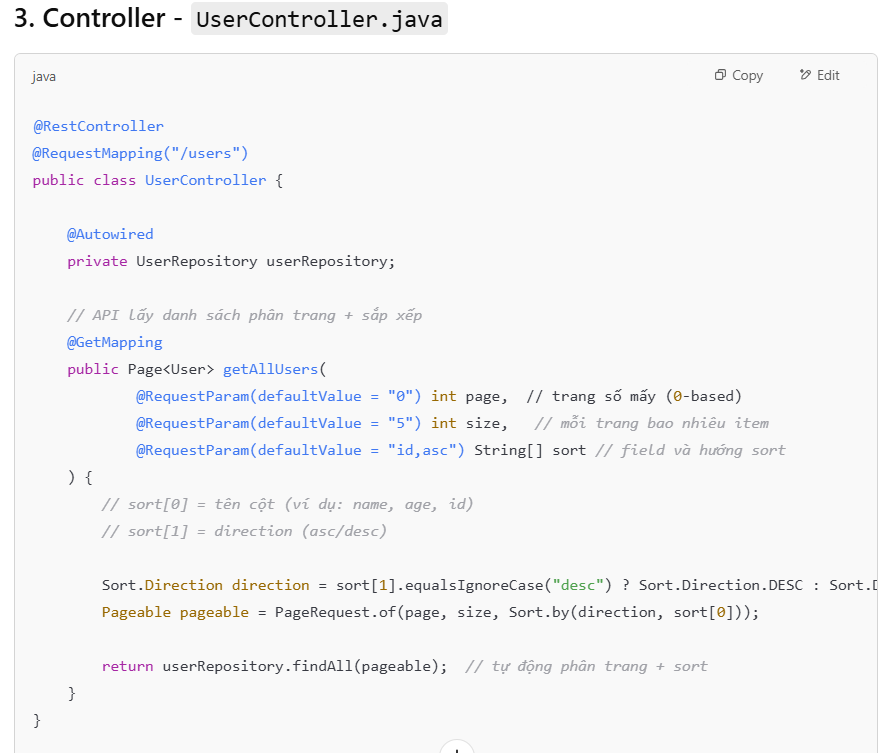 3. Controller - UserController.java
java
Copy
Edit
@RestController
@RequestMapping("/users")
public class UserController {
@Autowired
private UserRepository userRepository;
// API lấy danh sách phân trang + sắp xếp
@GetMapping
public Page<User> getAllUsers(
@RequestParam(defaultValue = "0") int page,  // trang số mấy (0-based)
@RequestParam(defaultValue = "5") int size,   // mỗi trang bao nhiêu item
@RequestParam(defaultValue = "id,asc") String[] sort // field và hướng sort
) {
// sort[0] = tên cột (ví dụ: name, age, id)
// sort[1] = direction (asc/desc)
Sort.Direction direction = sort[1].equalsIgnoreCase("desc") ? Sort.Direction.DESC : Sort.
Pageable pageable = PageRequest.of(page, size, Sort.by(direction, sort[0]));
return userRepository.findAll(pageable);  // tự động phân trang + sort
}
}